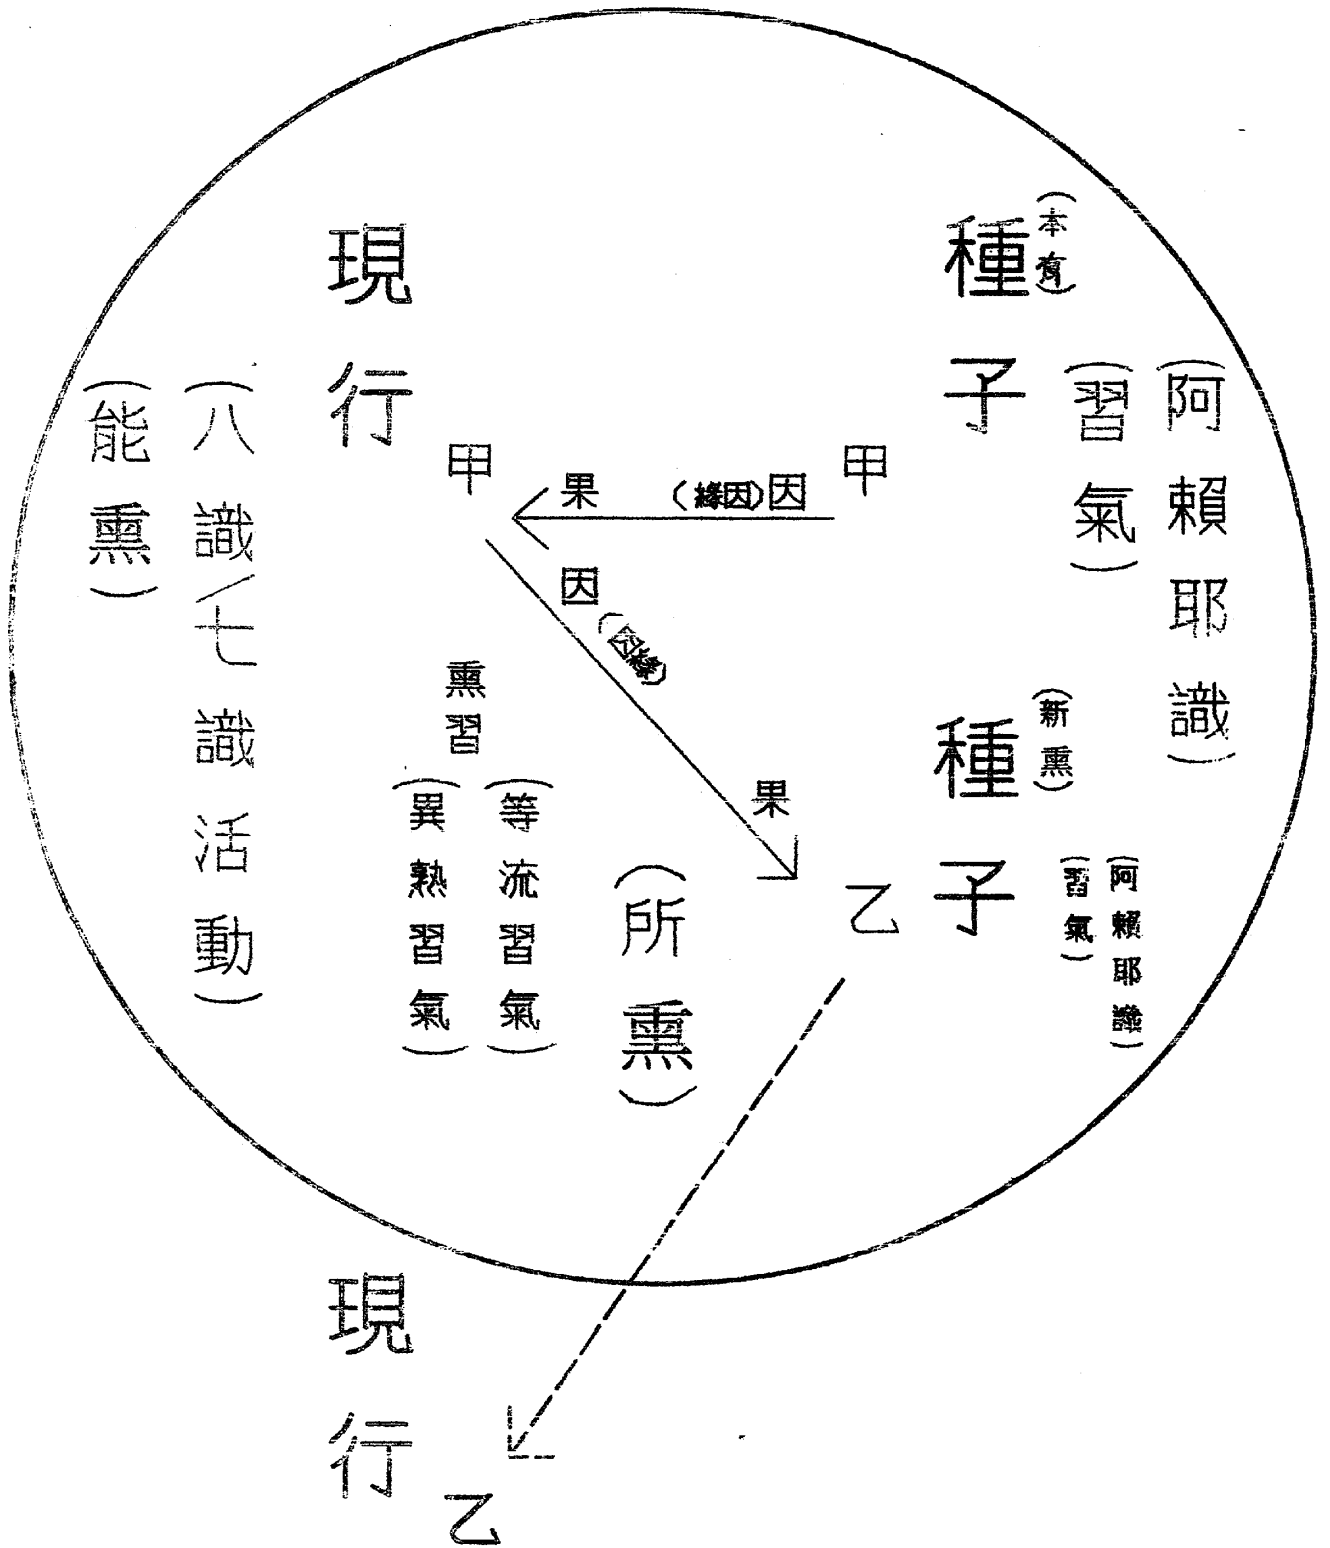 （阿賴耶識）
（習氣）
（本有）
種子
甲
因（因緣）
果
甲
現行
（八識／七識活動）
（能熏）
因（因緣）
果
熏習
（等流習氣）
（異熟習氣）
（所熏）
（阿賴耶識）
（習氣）
（新熏）
種子
乙
現行
乙